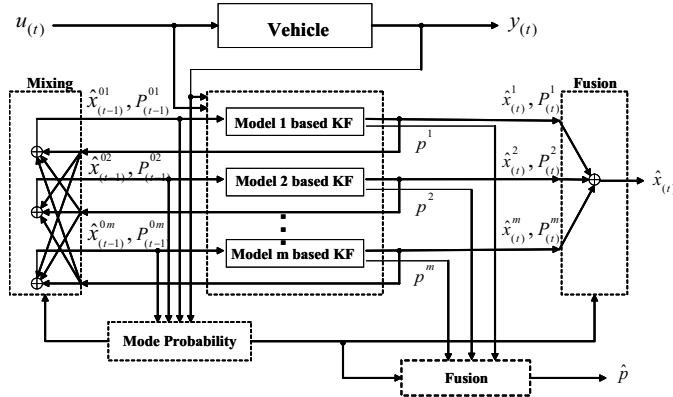 u(t) Vehicle y(t)
Mixing Fusion
x̂⁰¹(t−1), P⁰¹(t−1) Model 1 based KF p¹ x̂¹(t), P¹(t)
x̂⁰²(t−1), P⁰²(t−1) Model 2 based KF p² x̂²(t), P²(t) x̂(t)
x̂⁰ᵐ(t−1), P⁰ᵐ(t−1) Model m based KF pᵐ x̂ᵐ(t), Pᵐ(t)
Mode Probability
Fusion p̂